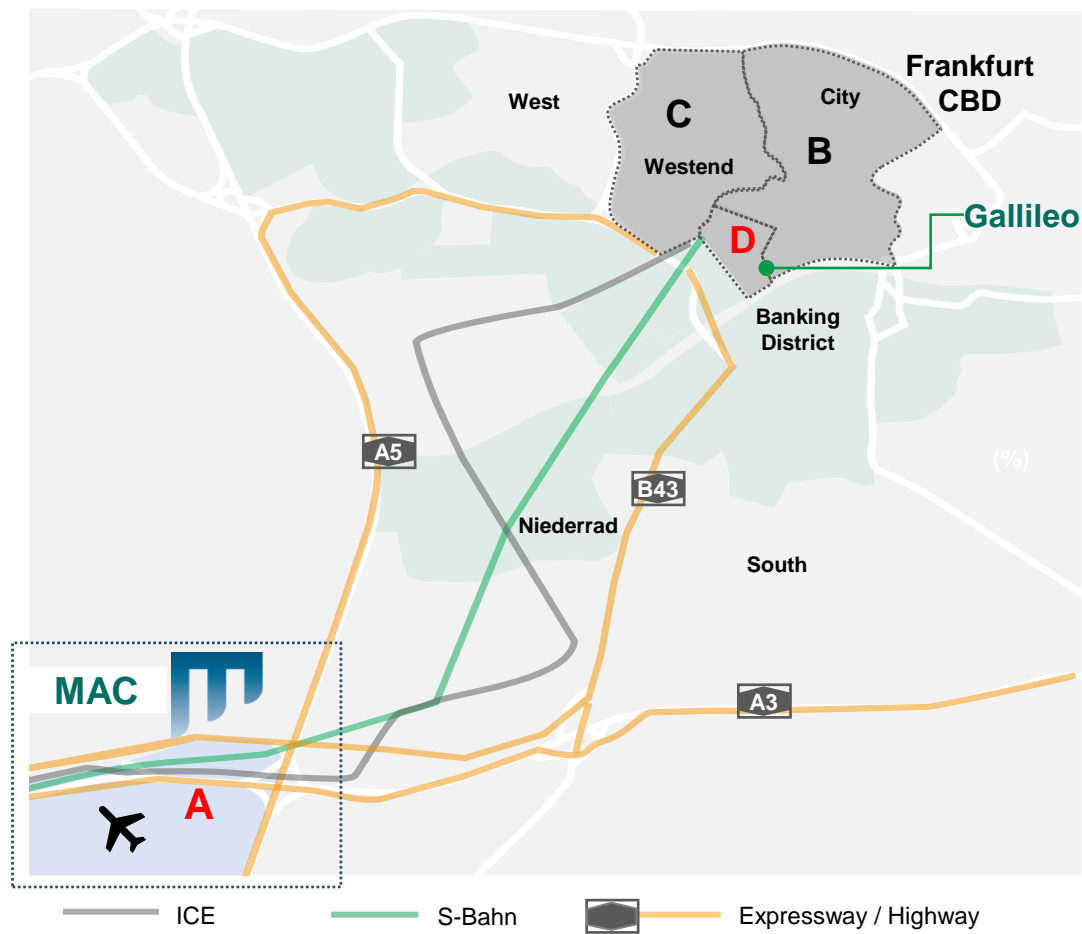 Frankfurt
CBD
West
City
C
B
Westend
Gallileo
D
Banking
District
A5
(%)
B43
Niederrad
South
MAC
A3
A
ICE
S-Bahn
Expressway / Highway